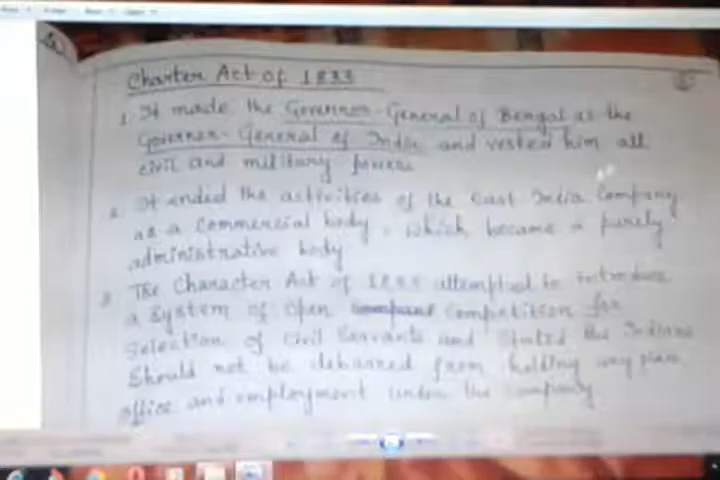 Charter Act of 1833
1. It made the Governor-General of Bengal as the
Governor-General of India and vested him all
civil and military powers
2. It ended the activities of the East India Company
as a commercial body, which became a purely
administrative body
3. The Character Act of 1833 attempted to introduce
a system of open competition for
selection of civil Servants and stated the Indians
should not be debarred from holding any place
office and employment under the company